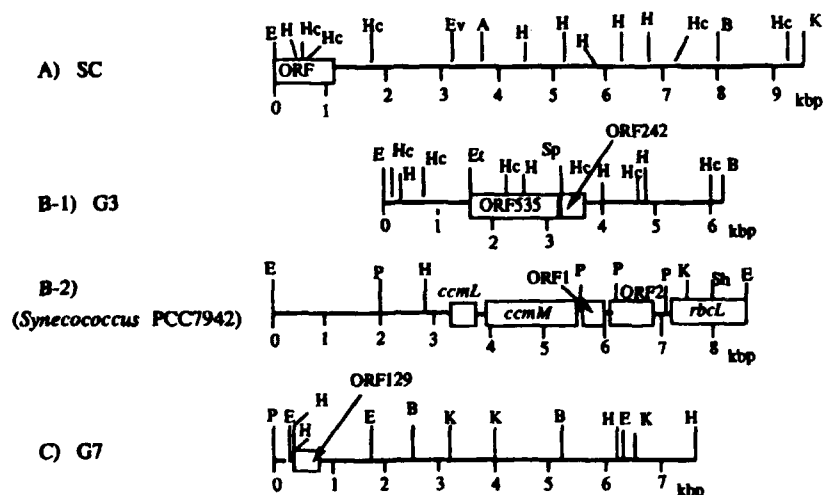 E H Hc Hc Hc Ev A H H H H H Hc B Hc K
A) SC
ORF
0 1 2 3 4 5 6 7 8 9 kbp
ORF242
E Hc H Hc Et Hc H Sp Hc H Hc H Hc B
B-1) G3
ORF535
0 1 2 3 4 5 6 kbp
E P H ccmL ORF1 P P ORF2 P K Sh E
B-2)
(Synecococcus PCC7942)
ccmM rbcL
0 1 2 3 4 5 6 7 8 kbp
ORF129
P E H H E B K K B H E K H
C) G7
0 1 2 3 4 5 6 7 kbp